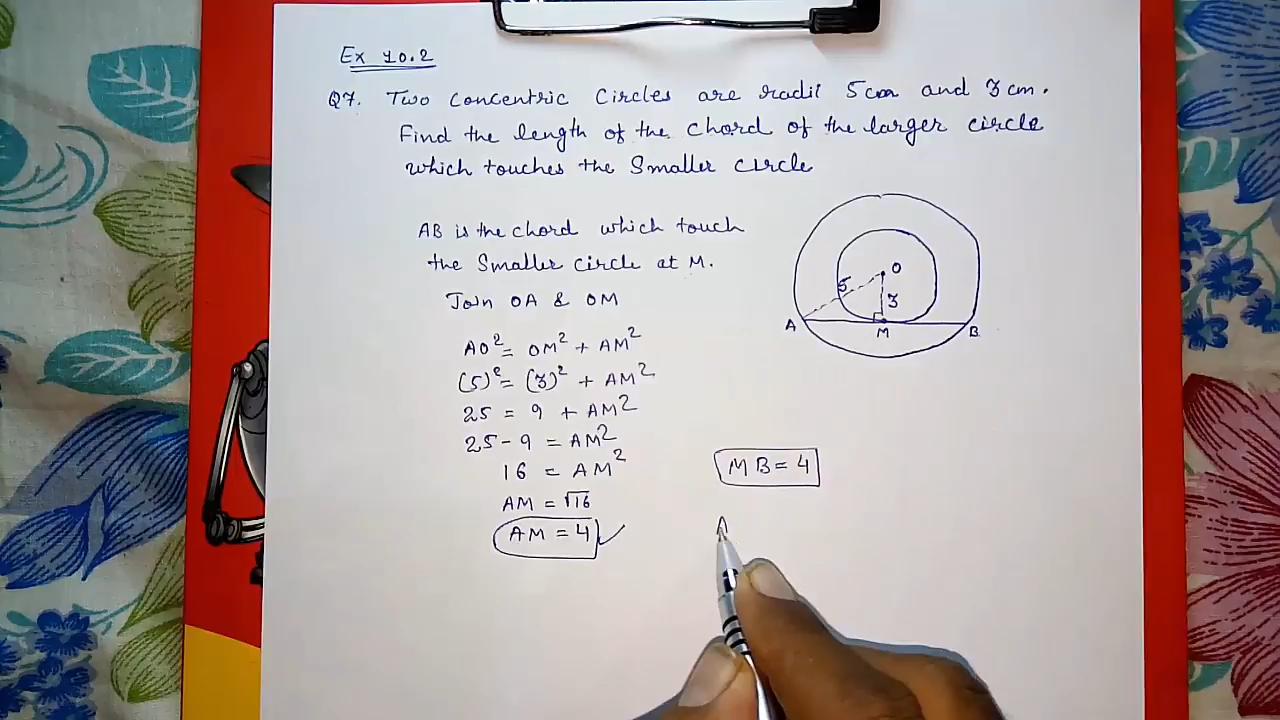 Ex 10.2
Q7. Two Concentric Circles are radii 5cm and 3cm.
Find the length of the chord of the larger circle
which touches the Smaller circle
AB is the chord which touch
the Smaller circle at M.
Join OA & OM
AO² = OM² + AM²
(5)² = (3)² + AM²
25 = 9 + AM²
25 - 9 = AM²
16 = AM²
AM = √16
AM = 4 ✓
O
5
3
A
M
B
MB = 4
A